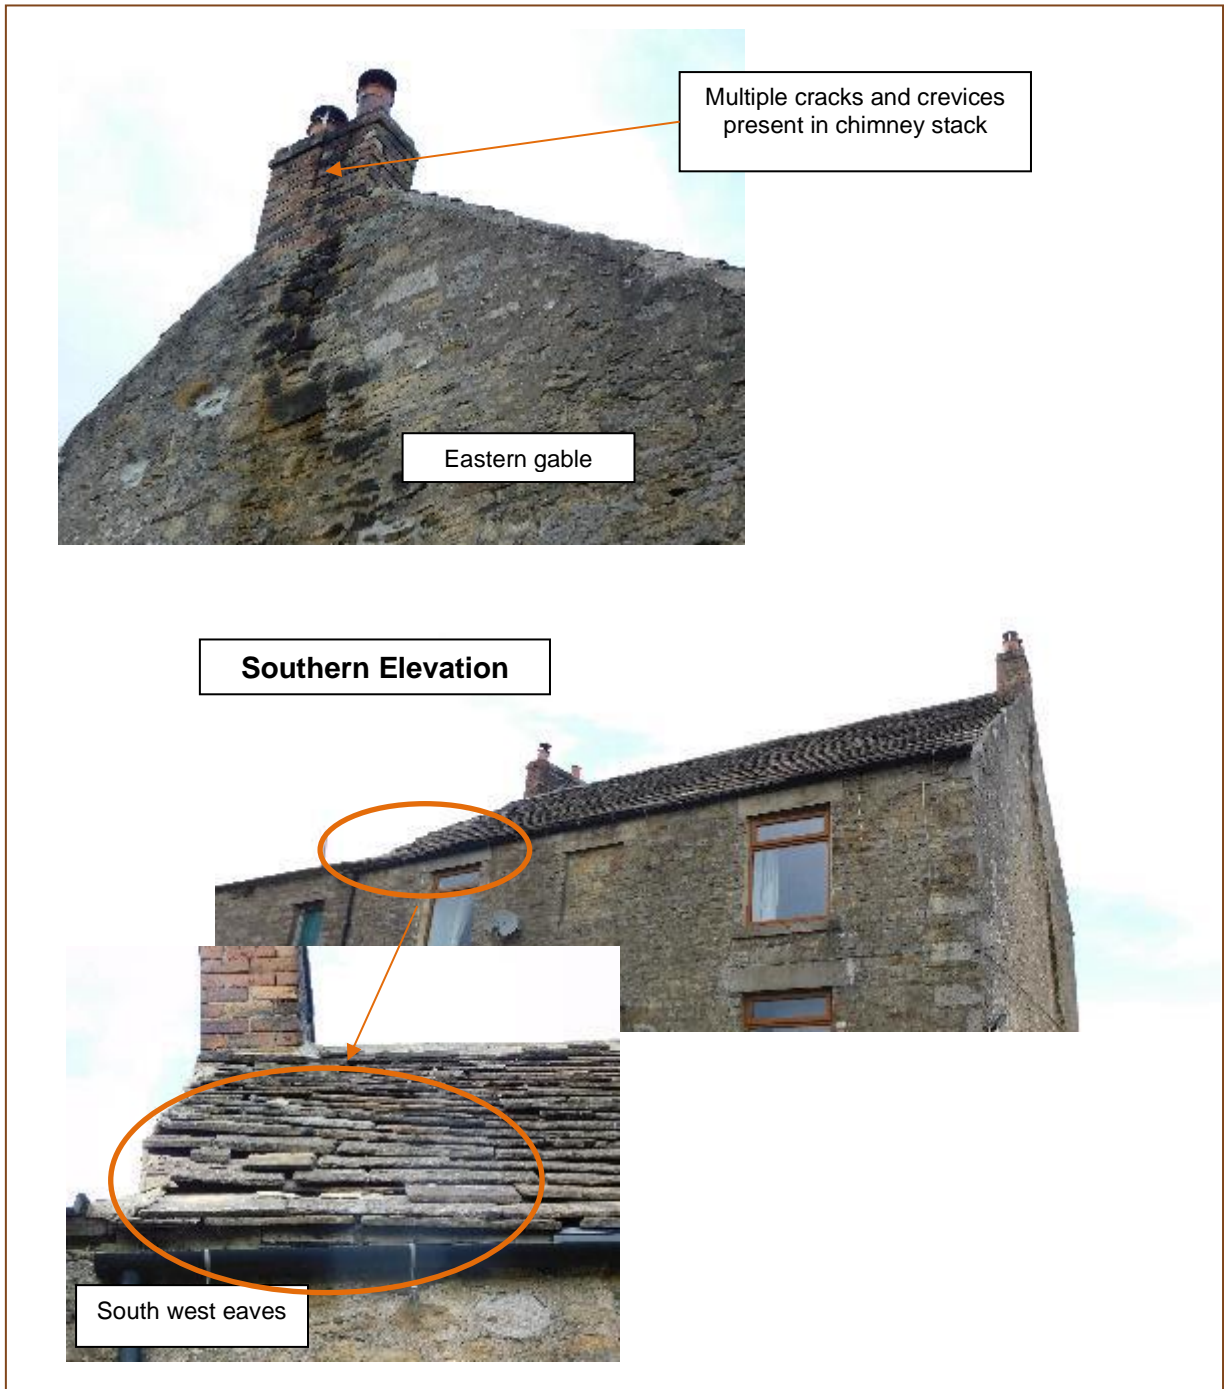 Multiple cracks and crevices
present in chimney stack
Eastern gable
Southern Elevation
South west eaves